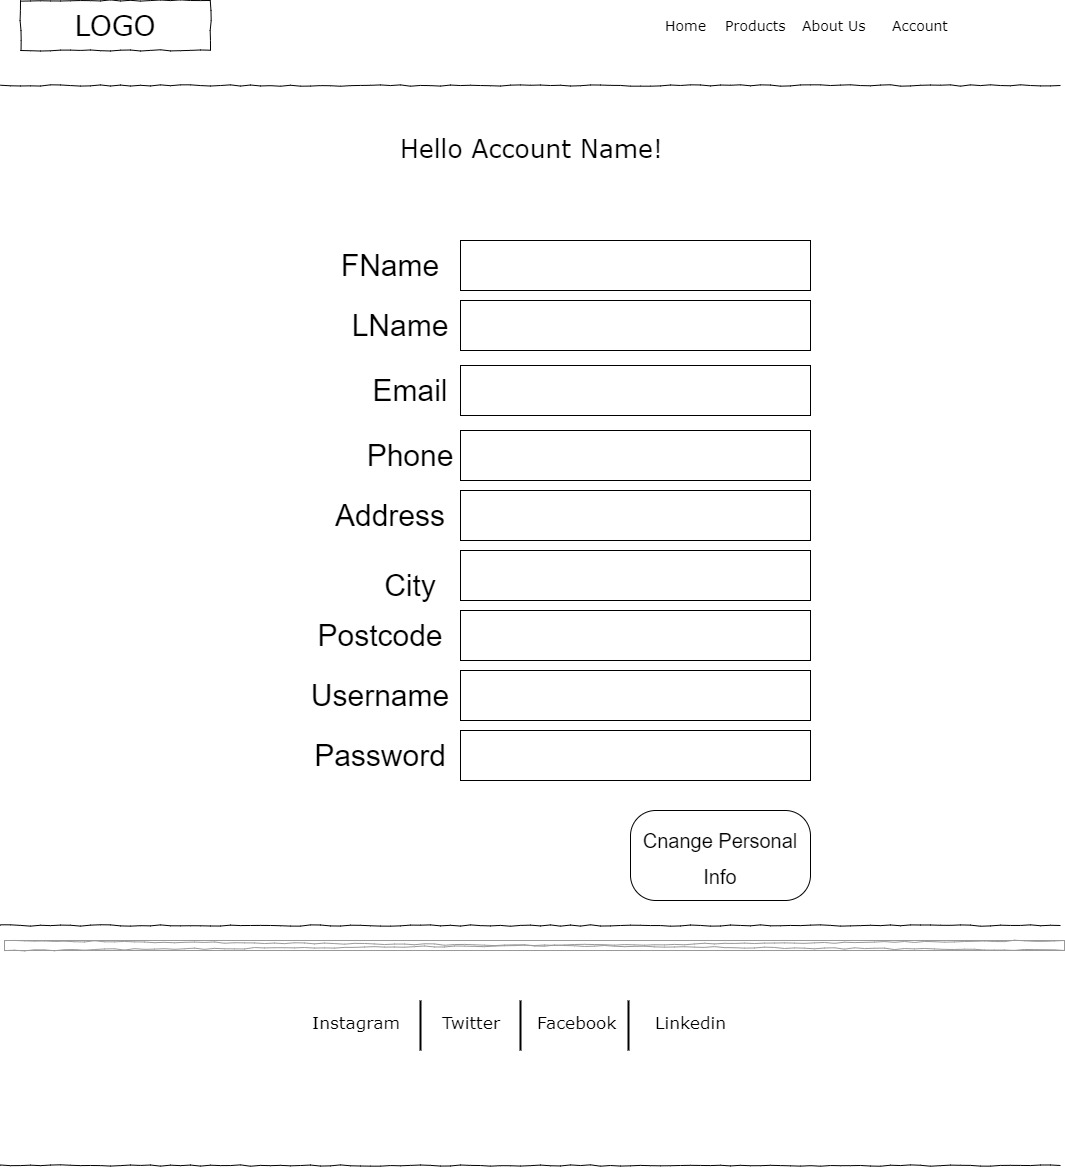 LOGO
Home Products About Us Account
Hello Account Name!
FName
LName
Email
Phone
Address
City
Postcode
Username
Password
Cnange Personal
Info
Instagram Twitter Facebook Linkedin